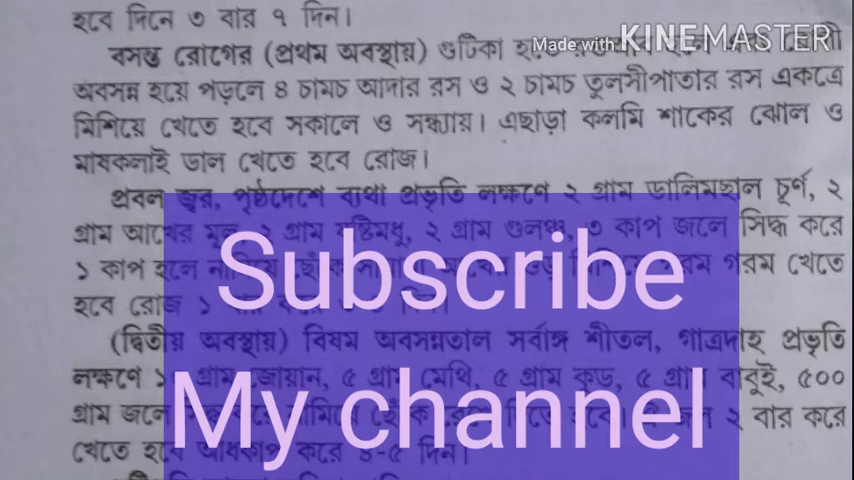 হবে দিনে ৩ বার ৭ দিন।
Made with KINEMASTER
বসন্ত রোগের (প্রথম অবস্থায়) গুটিকা হতে
অবসন্ন হয়ে পড়লে ৪ চামচ আদার রস ও ২ চামচ তুলসীপাতার রস একত্রে
মিশিয়ে খেতে হবে সকালে ও সন্ধ্যায়। এছাড়া কলমি শাকের ঝোল ও
মাষকলাই ডাল খেতে হবে রোজ।
প্রবল জ্বর, পৃষ্ঠদেশে ব্যথা প্রভৃতি লক্ষণে ২ গ্রাম ডালিমছাল চূর্ণ, ২
গ্রাম আখের মূল, ২ গ্রাম যষ্টিমধু, ২ গ্রাম গুলঞ্চ, ৩ কাপ জলে সিদ্ধ করে
১ কাপ হলে নামিয়ে গরম গরম খেতে
হবে রোজ ১ বার
Subscribe
(দ্বিতীয় অবস্থায়) বিষম অবসন্নতাল সর্বাঙ্গ শীতল, গাত্রদাহ প্রভৃতি
লক্ষণে গ্রাম জোয়ান, ৫ গ্রাম মেথি, ৫ গ্রাম কুড়, ৫ গ্রাম বাবুই, ৫০০
গ্রাম জলে ২ বার করে
খেতে হবে আধকাপ করে ৪-৫ দিন।
My channel